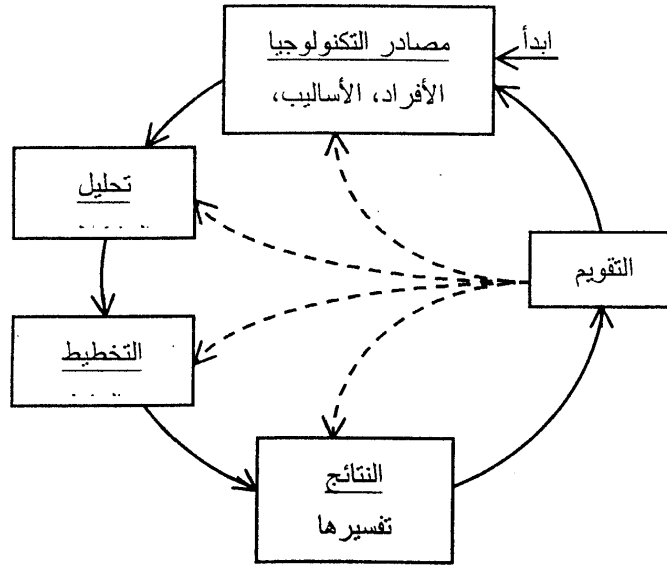 ابدأ
مصادر التكنولوجيا
الأفراد، الأساليب،
تحليل
التقويم
التخطيط
النتائج
تفسيرها